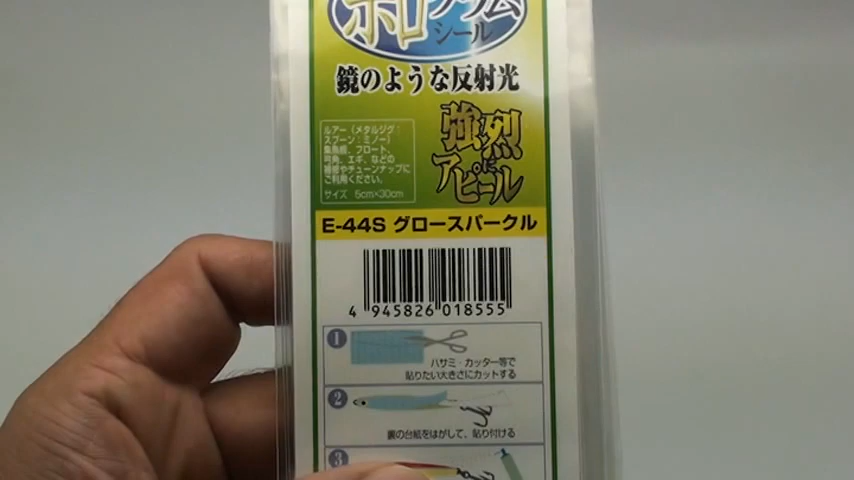 ホログラム
シール
鏡のような反射光
強烈
に
アピール
ルアー（メタルジグ・
スプーン・ミノー）
集魚板、フロート、
弓角、エギ、などの
補修やチューンナップに
ご利用ください。
サイズ 5cm×30cm
E-44S グロースパークル
4 945826 018555
1
ハサミ・カッター等で
貼りたい大きさにカットする
2
裏の台紙をはがして、貼り付ける
3